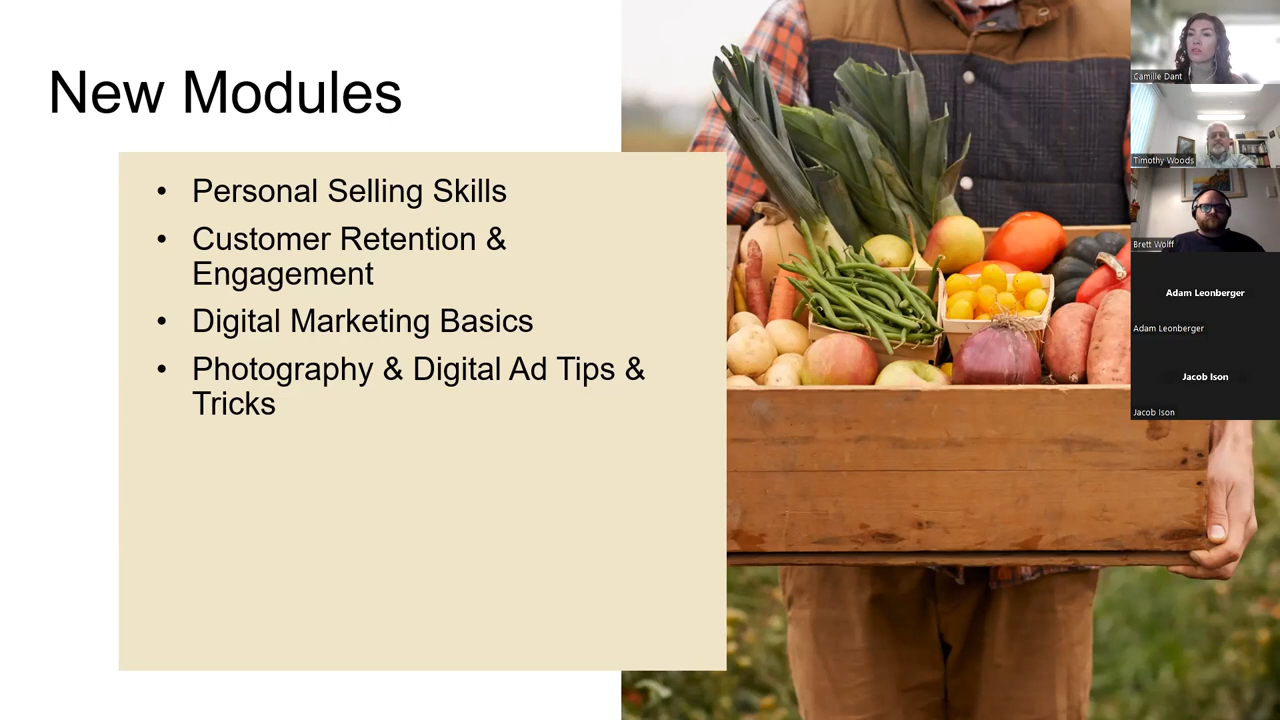 New Modules
• Personal Selling Skills
• Customer Retention &
Engagement
• Digital Marketing Basics
• Photography & Digital Ad Tips &
Tricks
Camille Dant
Timothy Woods
Brett Wolff
Adam Leonberger
Adam Leonberger
Jacob Ison
Jacob Ison